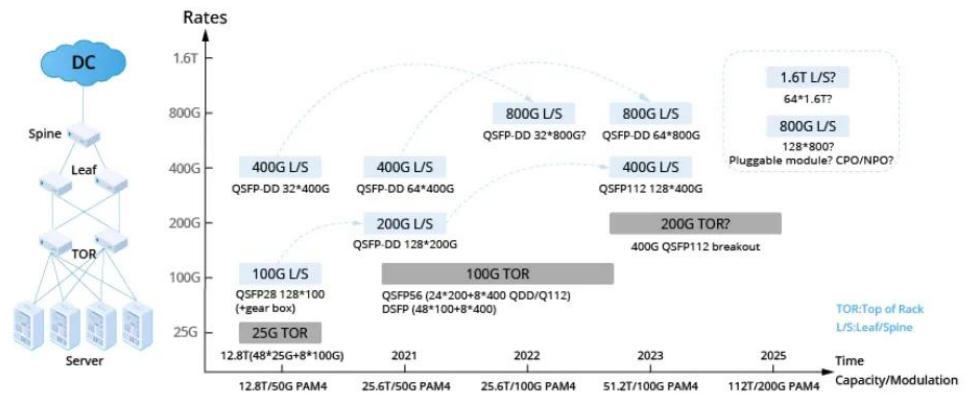 Rates
DC
Spine
Leaf
TOR
Server
1.6T
800G
400G
200G
100G
25G
1.6T L/S?
64*1.6T?
800G L/S
128*800?
Pluggable module? CPO/NPO?
800G L/S
QSFP-DD 32*800G?
800G L/S
QSFP-DD 64*800G
400G L/S
QSFP-DD 32*400G
400G L/S
QSFP-DD 64*400G
400G L/S
QSFP112 128*400G
200G L/S
QSFP-DD 128*200G
200G TOR?
400G QSFP112 breakout
100G L/S
QSFP28 128*100
(+gear box)
100G TOR
QSFP56 (24*200+8*400 QDD/Q112)
DSFP (48*100+8*400)
25G TOR
12.8T(48*25G+8*100G)
TOR:Top of Rack
L/S:Leaf/Spine
2021
2022
2023
2025
Time
12.8T/50G PAM4
25.6T/50G PAM4
25.6T/100G PAM4
51.2T/100G PAM4
112T/200G PAM4
Capacity/Modulation